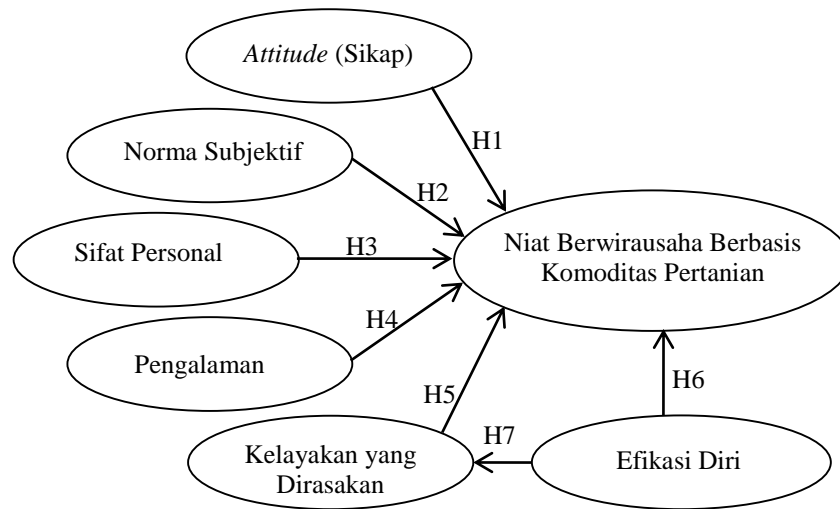 Attitude (Sikap)
H1
Norma Subjektif
H2
Niat Berwirausaha Berbasis
Komoditas Pertanian
Sifat Personal
H3
H4
Pengalaman
H5
H6
H7
Kelayakan yang
Dirasakan
Efikasi Diri